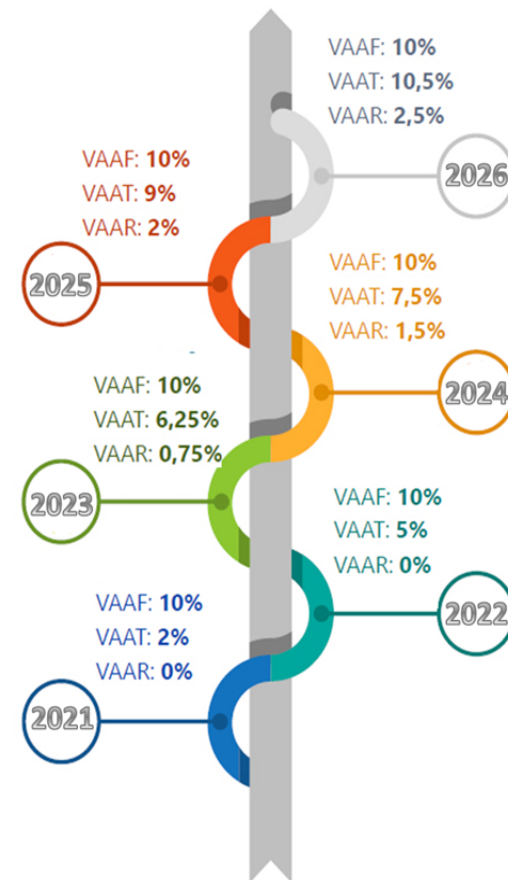 VAAF: 10%
VAAT: 10,5%
VAAR: 2,5%
2026
VAAF: 10%
VAAT: 9%
VAAR: 2%
2025
VAAF: 10%
VAAT: 7,5%
VAAR: 1,5%
2024
VAAF: 10%
VAAT: 6,25%
VAAR: 0,75%
2023
VAAF: 10%
VAAT: 5%
VAAR: 0%
2022
VAAF: 10%
VAAT: 2%
VAAR: 0%
2021